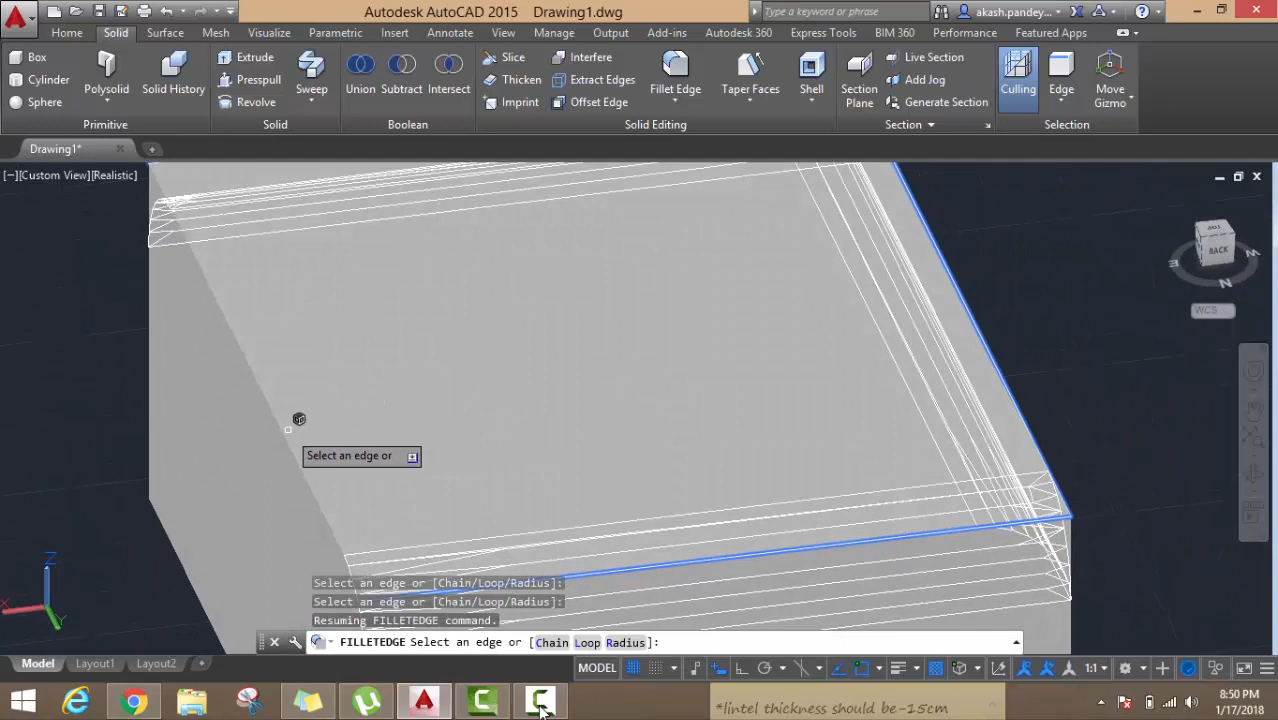 Autodesk AutoCAD 2015 Drawing1.dwg
Type a keyword or phrase
akash.pandey...
Home Solid Surface Mesh Visualize Parametric Insert Annotate View Manage Output Add-ins Autodesk 360 Express Tools BIM 360 Performance Featured Apps
Box
Cylinder
Sphere
Polysolid
Solid History
Extrude
Presspull
Revolve
Sweep
Union Subtract Intersect
Slice
Thicken
Imprint
Interfere
Extract Edges
Offset Edge
Fillet Edge
Taper Faces
Shell
Section
Plane
Live Section
Add Jog
Generate Section
Culling
Edge
Move
Gizmo
Primitive Solid Boolean Solid Editing Section Selection
Drawing1*
[−][Custom View][Realistic]
TOP
BACK
E
M
N
WCS
Select an edge or
Z
X
Y
Select an edge or [Chain/Loop/Radius]:
Select an edge or [Chain/Loop/Radius]:
Resuming FILLETEDGE command.
FILLETEDGE Select an edge or [Chain Loop Radius]:
Model Layout1 Layout2 +
MODEL
1:1
*lintel thickness should be-15cm
8:50 PM
1/17/2018